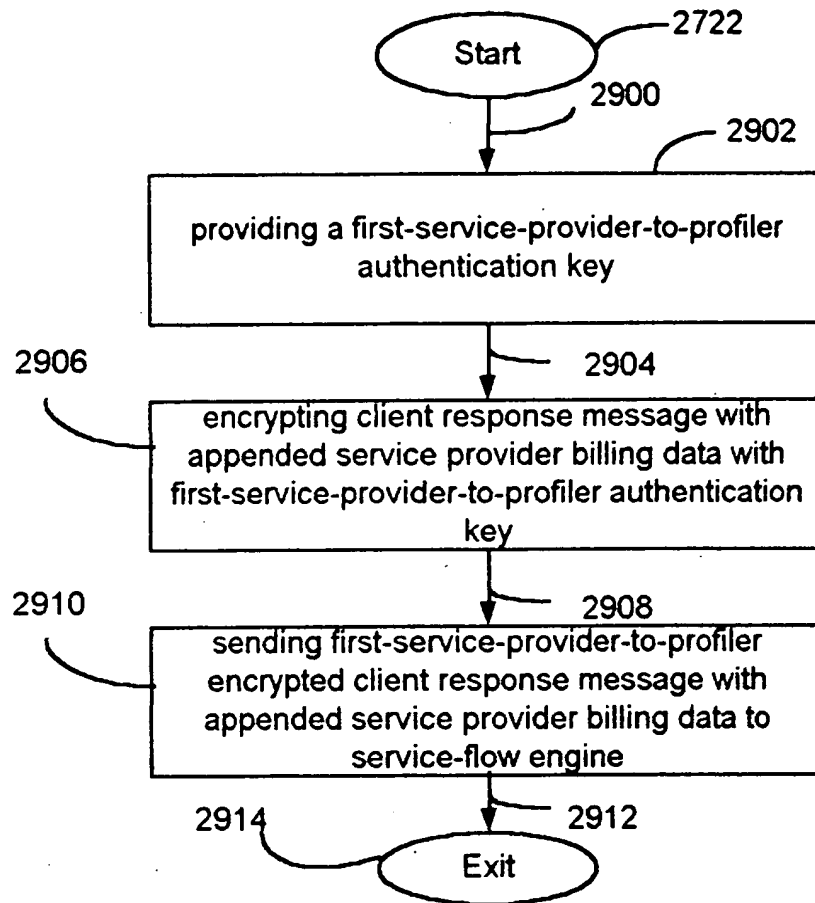 Start
2722
2900
2902
providing a first-service-provider-to-profiler
authentication key
2904
2906
encrypting client response message with
appended service provider billing data with
first-service-provider-to-profiler authentication
key
2908
2910
sending first-service-provider-to-profiler
encrypted client response message with
appended service provider billing data to
service-flow engine
2912
2914
Exit